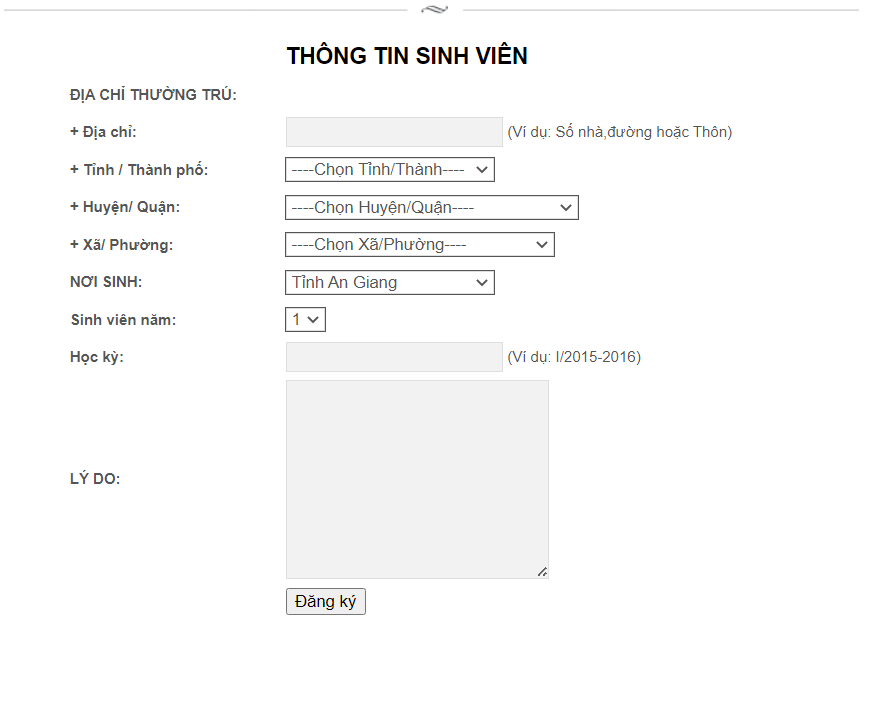 THÔNG TIN SINH VIÊN
ĐỊA CHỈ THƯỜNG TRÚ:
+ Địa chỉ: (Ví dụ: Số nhà,đường hoặc Thôn)
+ Tỉnh / Thành phố: ----Chọn Tỉnh/Thành----
+ Huyện/ Quận: ----Chọn Huyện/Quận----
+ Xã/ Phường: ----Chọn Xã/Phường----
NƠI SINH: Tỉnh An Giang
Sinh viên năm: 1
Học kỳ: (Ví dụ: I/2015-2016)
LÝ DO:
Đăng ký